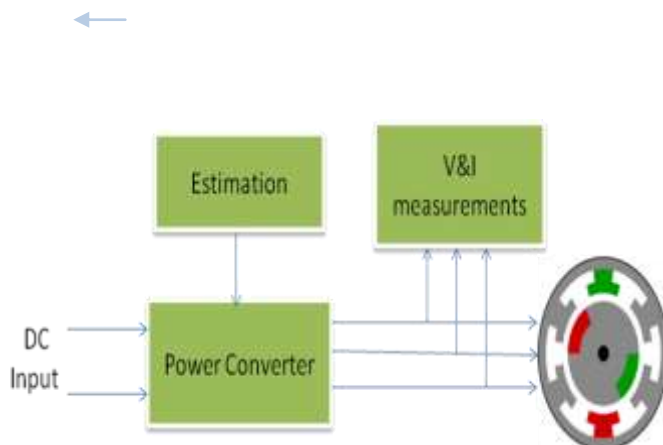 Estimation
V&I
measurements
DC
Input
Power Converter